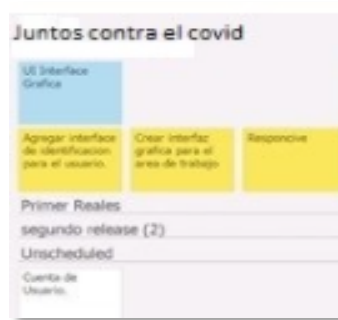 Juntos contra el covid
UI Interface
Grafica
Agregar interface
de identificacion
para el usuario.
Crear interfaz
grafica para el
area de trabajo
Responcive
Primer Reales
segundo release (2)
Unscheduled
Cuenta de
Usuario.